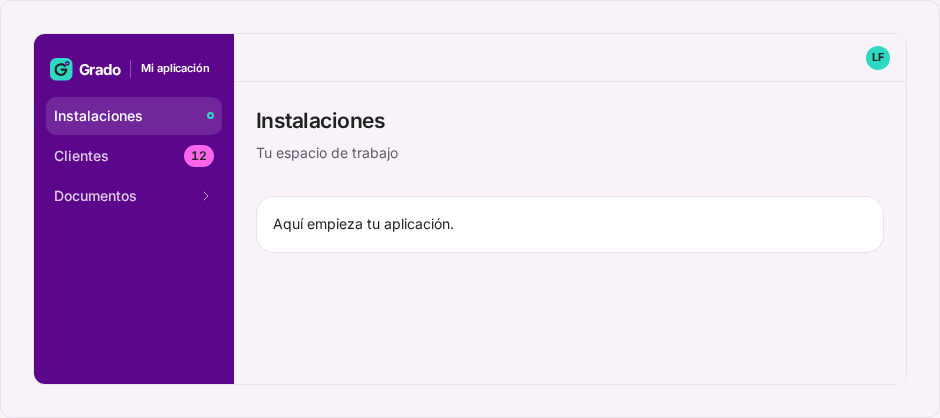 Grado
Mi aplicación
LF
Instalaciones
Clientes
12
Documentos
Instalaciones
Tu espacio de trabajo
Aquí empieza tu aplicación.